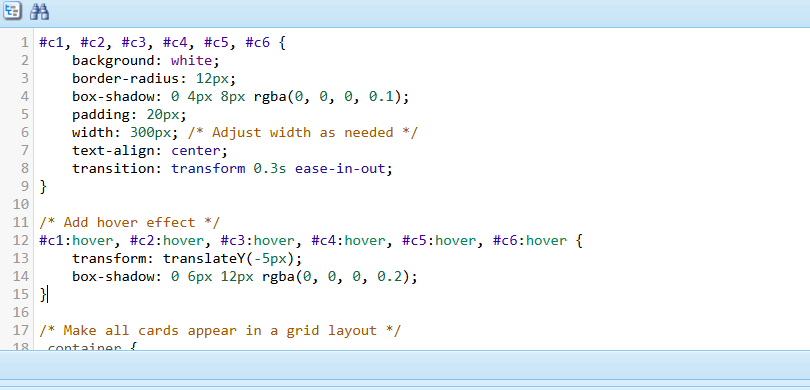 1 #c1, #c2, #c3, #c4, #c5, #c6 {
2 background: white;
3 border-radius: 12px;
4 box-shadow: 0 4px 8px rgba(0, 0, 0, 0.1);
5 padding: 20px;
6 width: 300px; /* Adjust width as needed */
7 text-align: center;
8 transition: transform 0.3s ease-in-out;
9 }
10
11 /* Add hover effect */
12 #c1:hover, #c2:hover, #c3:hover, #c4:hover, #c5:hover, #c6:hover {
13 transform: translateY(-5px);
14 box-shadow: 0 6px 12px rgba(0, 0, 0, 0.2);
15 }
16
17 /* Make all cards appear in a grid layout */
18 .container {